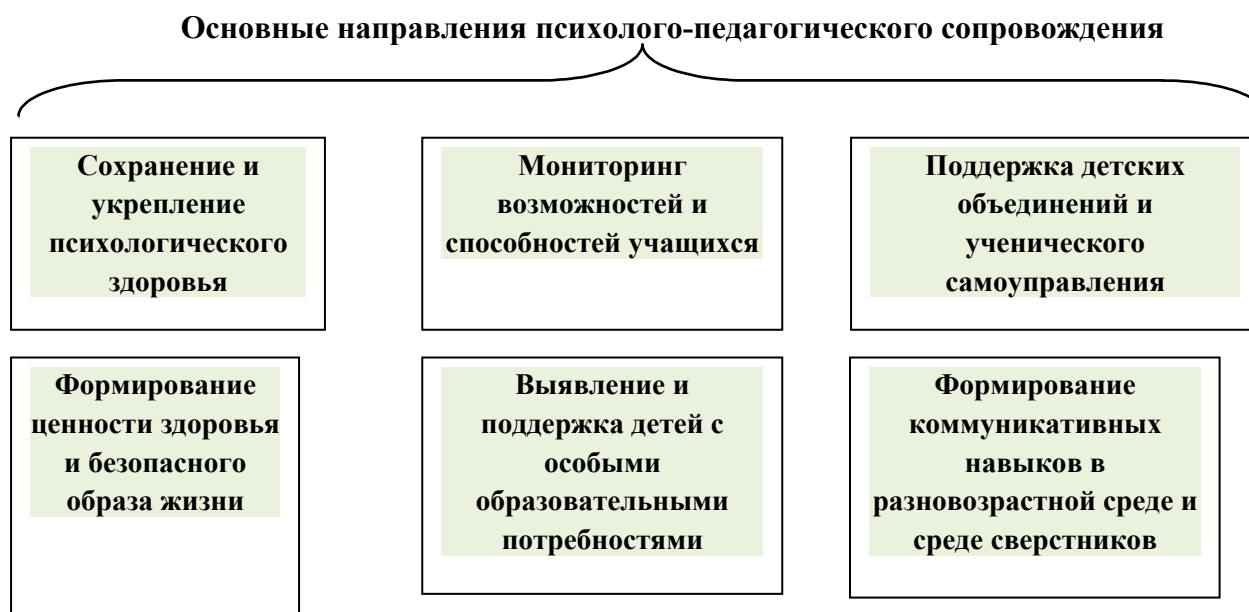 Основные направления психолого-педагогического сопровождения
Сохранение и
укрепление
психологического
здоровья
Мониторинг
возможностей и
способностей учащихся
Поддержка детских
объединений и
ученического
самоуправления
Формирование
ценности здоровья
и безопасного
образа жизни
Выявление и
поддержка детей с
особыми
образовательными
потребностями
Формирование
коммуникативных
навыков в
разновозрастной среде и
среде сверстников